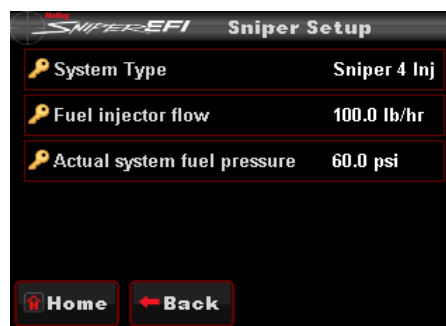 Holley
SNIPER EFI Sniper Setup
System Type Sniper 4 Inj
Fuel injector flow 100.0 lb/hr
Actual system fuel pressure 60.0 psi
Home Back